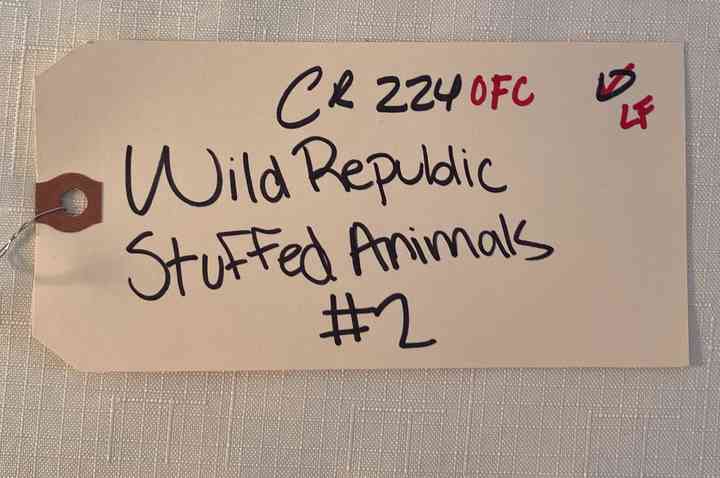 CR 224 OFC
LF
Wild Republic
Stuffed Animals
#2